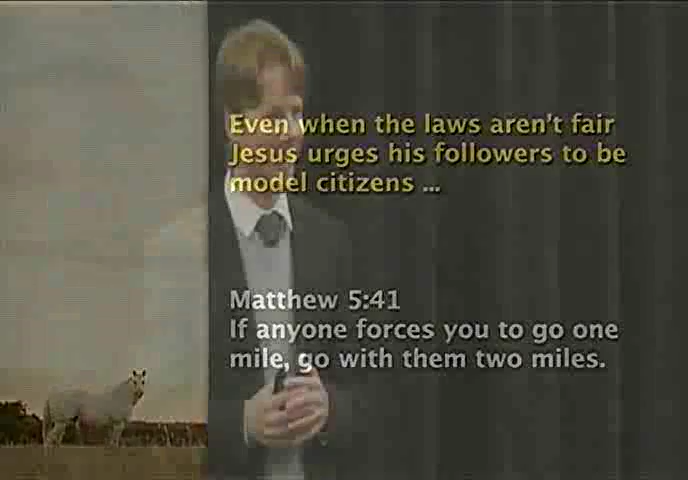 Even when the laws aren't fair
Jesus urges his followers to be
model citizens ...
Matthew 5:41
If anyone forces you to go one
mile, go with them two miles.